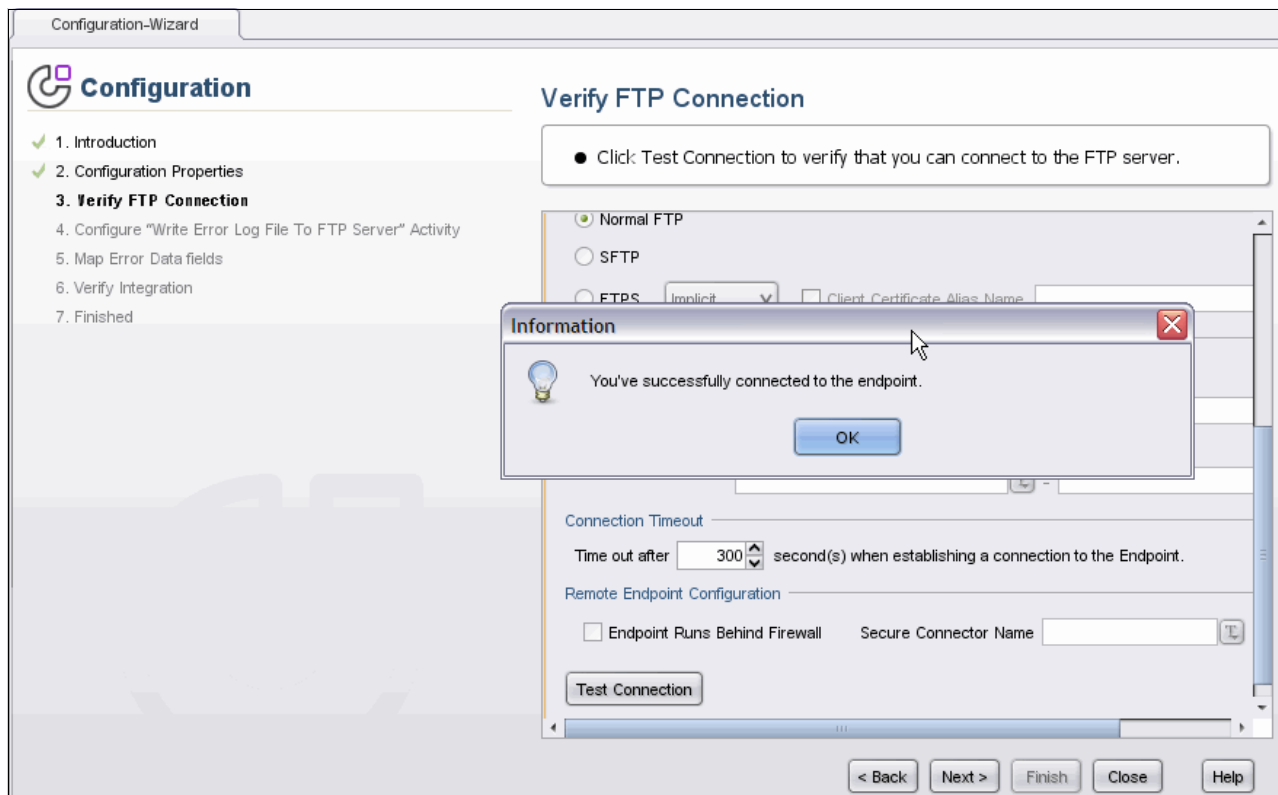 Configuration-Wizard
Configuration
1. Introduction
2. Configuration Properties
3. Verify FTP Connection
4. Configure "Write Error Log File To FTP Server" Activity
5. Map Error Data fields
6. Verify Integration
7. Finished
Verify FTP Connection
● Click Test Connection to verify that you can connect to the FTP server.
Normal FTP
SFTP
FTPS Implicit Client Certificate Alias Name
Information
You've successfully connected to the endpoint.
OK
-
Connection Timeout
Time out after 300 second(s) when establishing a connection to the Endpoint.
Remote Endpoint Configuration
Endpoint Runs Behind Firewall Secure Connector Name
Test Connection
< Back Next > Finish Close Help